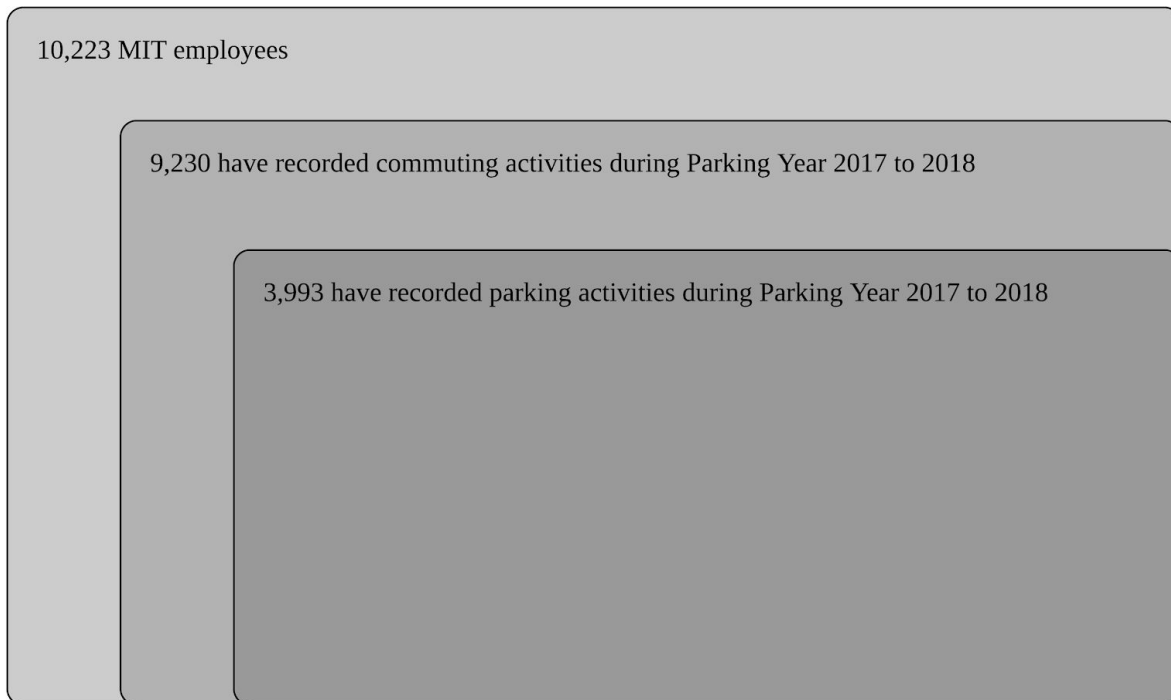 10,223 MIT employees
9,230 have recorded commuting activities during Parking Year 2017 to 2018
3,993 have recorded parking activities during Parking Year 2017 to 2018